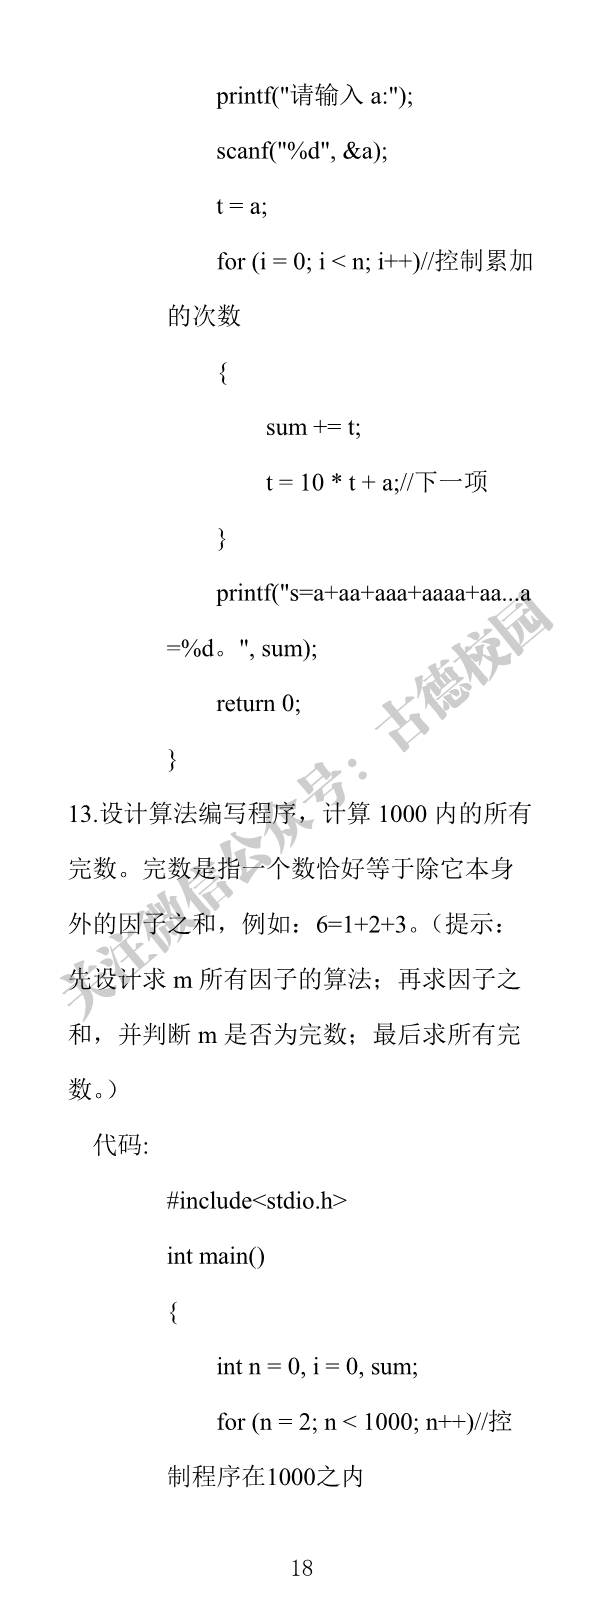 printf("请输入 a:");
scanf("%d", &a);
t = a;
for (i = 0; i < n; i++)//控制累加
的次数
{
sum += t;
t = 10 * t + a;//下一项
}
printf("s=a+aa+aaa+aaaa+aa...a
=%d。", sum);
return 0;
}
13.设计算法编写程序，计算 1000 内的所有
完数。完数是指一个数恰好等于除它本身
外的因子之和，例如：6=1+2+3。（提示：
先设计求 m 所有因子的算法；再求因子之
和，并判断 m 是否为完数；最后求所有完
数。）
代码:
#include<stdio.h>
int main()
{
int n = 0, i = 0, sum;
for (n = 2; n < 1000; n++)//控
制程序在1000之内
18
关注微信公众号：古德校园